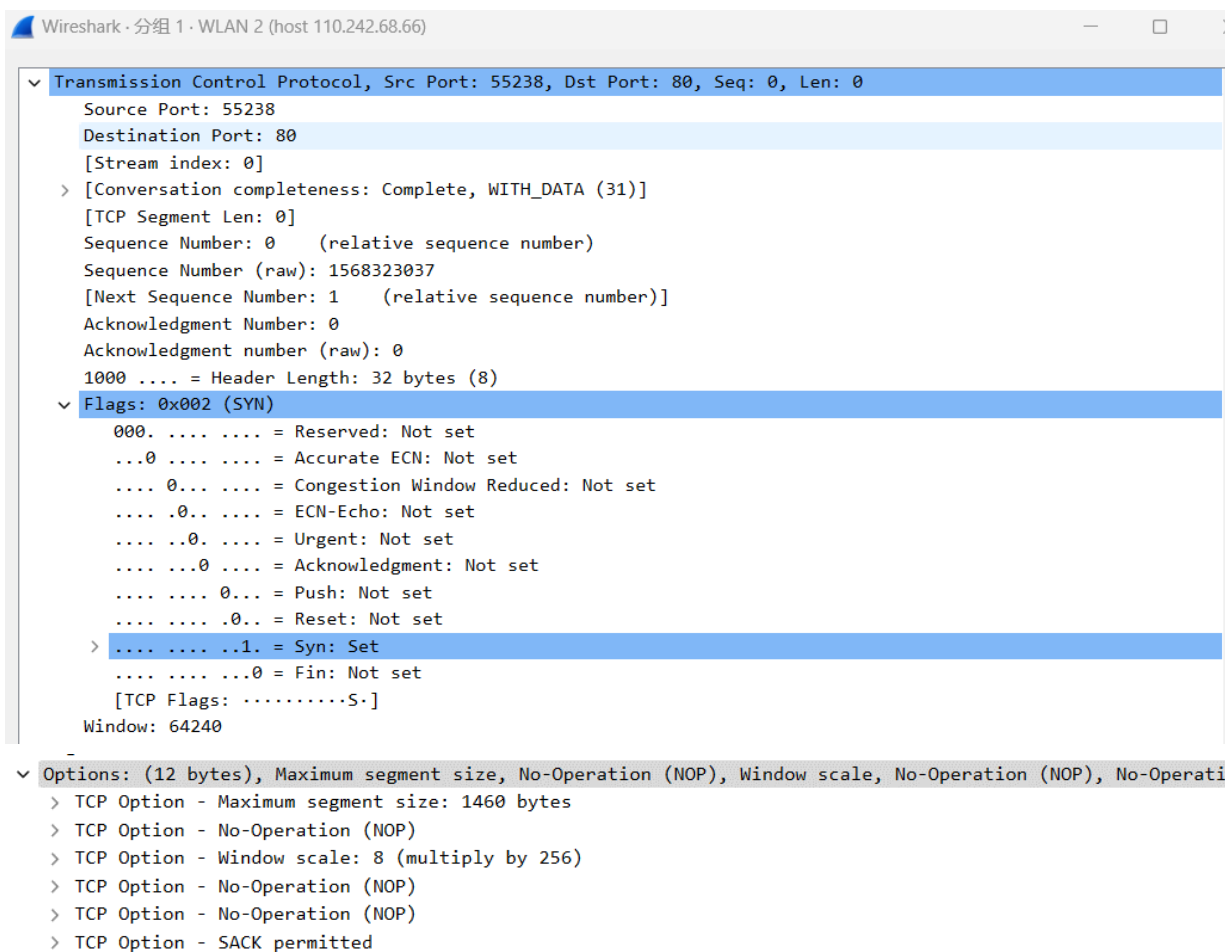 Wireshark · 分组 1 · WLAN 2 (host 110.242.68.66)
Transmission Control Protocol, Src Port: 55238, Dst Port: 80, Seq: 0, Len: 0
Source Port: 55238
Destination Port: 80
[Stream index: 0]
[Conversation completeness: Complete, WITH_DATA (31)]
[TCP Segment Len: 0]
Sequence Number: 0    (relative sequence number)
Sequence Number (raw): 1568323037
[Next Sequence Number: 1    (relative sequence number)]
Acknowledgment Number: 0
Acknowledgment number (raw): 0
1000 .... = Header Length: 32 bytes (8)
Flags: 0x002 (SYN)
000. .... .... = Reserved: Not set
...0 .... .... = Accurate ECN: Not set
.... 0... .... = Congestion Window Reduced: Not set
.... .0.. .... = ECN-Echo: Not set
.... ..0. .... = Urgent: Not set
.... ...0 .... = Acknowledgment: Not set
.... .... 0... = Push: Not set
.... .... .0.. = Reset: Not set
.... .... ..1. = Syn: Set
.... .... ...0 = Fin: Not set
[TCP Flags: ··········S·]
Window: 64240
Options: (12 bytes), Maximum segment size, No-Operation (NOP), Window scale, No-Operation (NOP), No-Operati
TCP Option - Maximum segment size: 1460 bytes
TCP Option - No-Operation (NOP)
TCP Option - Window scale: 8 (multiply by 256)
TCP Option - No-Operation (NOP)
TCP Option - No-Operation (NOP)
TCP Option - SACK permitted